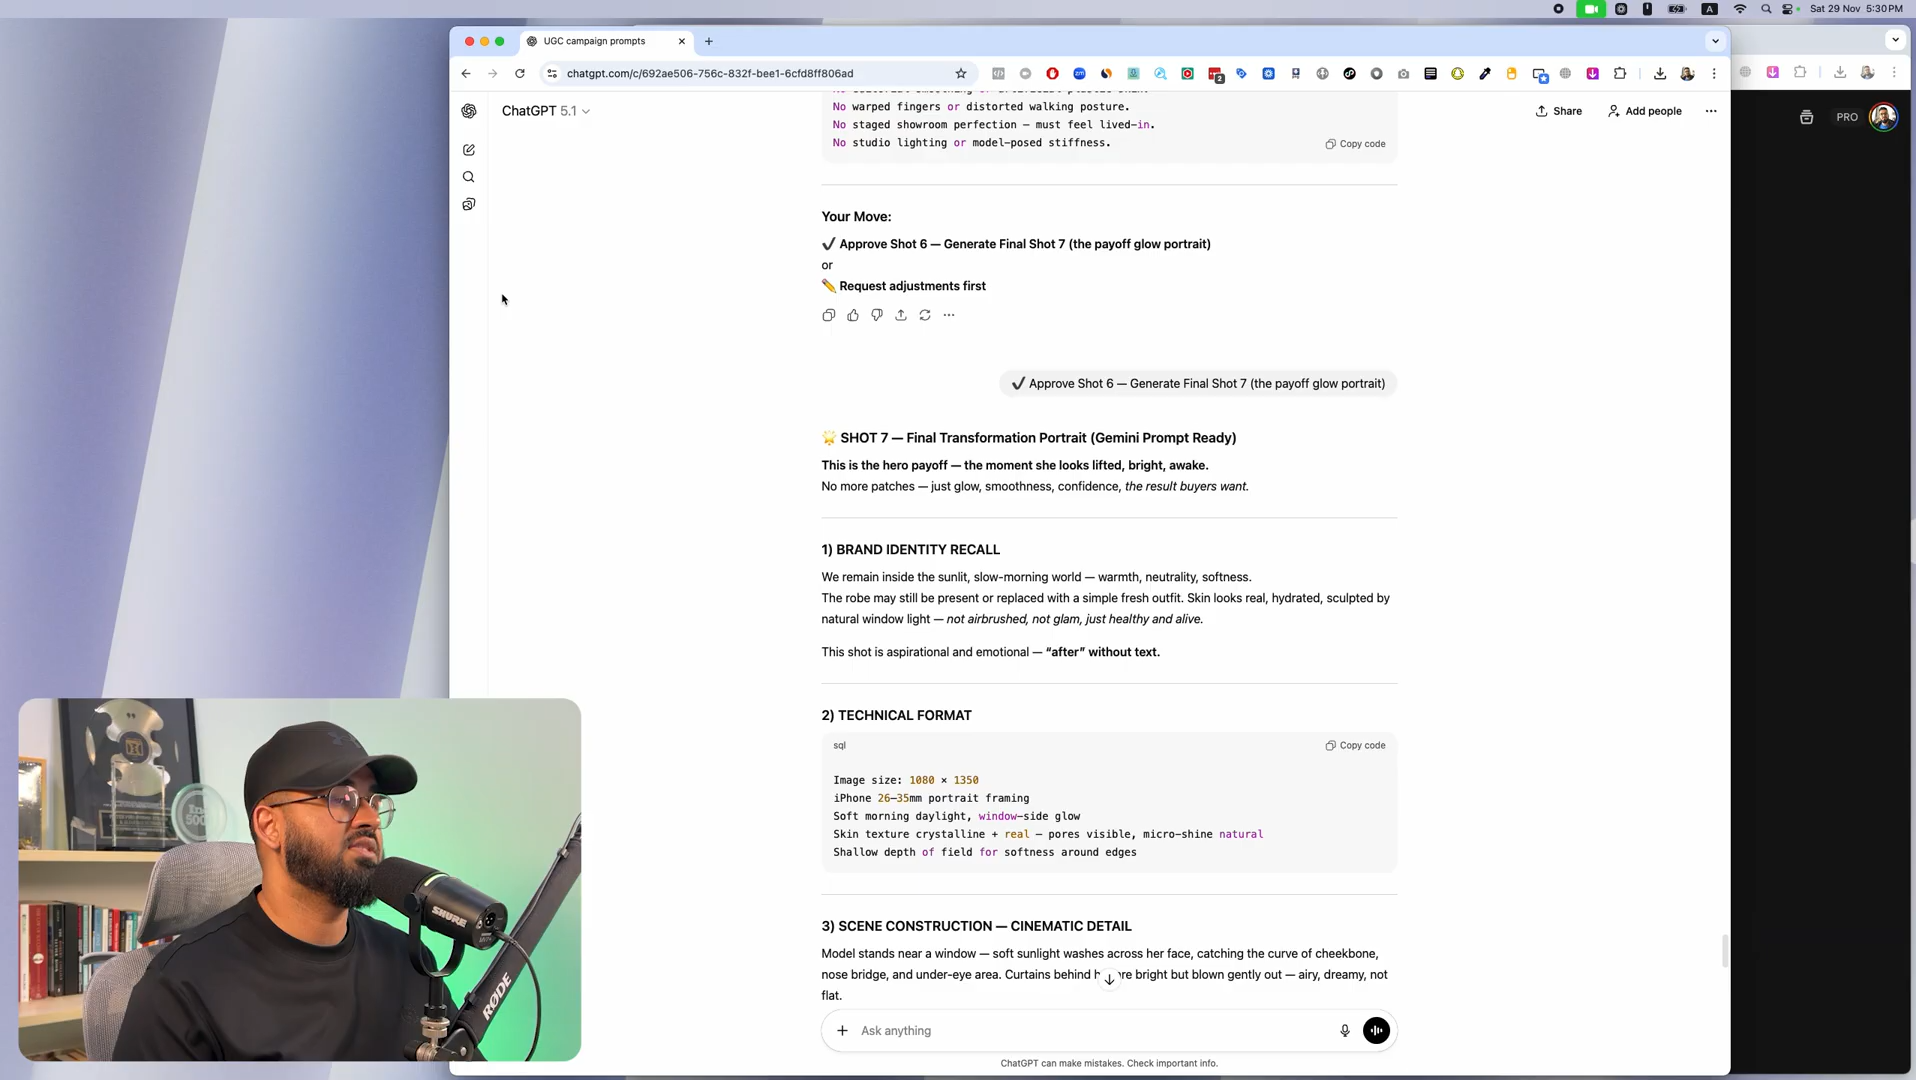 Sat 29 Nov 5:30 PM
UGC campaign prompts
chatgpt.com/c/692ae506-756c-832f-bee1-6cfd8ff806ad
ChatGPT 5.1
Share
Add people
PRO
No warped fingers or distorted walking posture.
No staged showroom perfection – must feel lived-in.
No studio lighting or model-posed stiffness.
Copy code
Your Move:
✔ Approve Shot 6 — Generate Final Shot 7 (the payoff glow portrait)
or
✏️ Request adjustments first
✔ Approve Shot 6 — Generate Final Shot 7 (the payoff glow portrait)
🌟 SHOT 7 — Final Transformation Portrait (Gemini Prompt Ready)
This is the hero payoff — the moment she looks lifted, bright, awake.
No more patches — just glow, smoothness, confidence, the result buyers want.
1) BRAND IDENTITY RECALL
We remain inside the sunlit, slow-morning world — warmth, neutrality, softness.
The robe may still be present or replaced with a simple fresh outfit. Skin looks real, hydrated, sculpted by
natural window light — not airbrushed, not glam, just healthy and alive.
This shot is aspirational and emotional — “after” without text.
2) TECHNICAL FORMAT
sql
Copy code
Image size: 1080 × 1350
iPhone 26–35mm portrait framing
Soft morning daylight, window-side glow
Skin texture crystalline + real – pores visible, micro-shine natural
Shallow depth of field for softness around edges
3) SCENE CONSTRUCTION — CINEMATIC DETAIL
Model stands near a window — soft sunlight washes across her face, catching the curve of cheekbone,
nose bridge, and under-eye area. Curtains behind re bright but blown gently out — airy, dreamy, not
flat.
Ask anything
ChatGPT can make mistakes. Check important info.
SHURE
RØDE